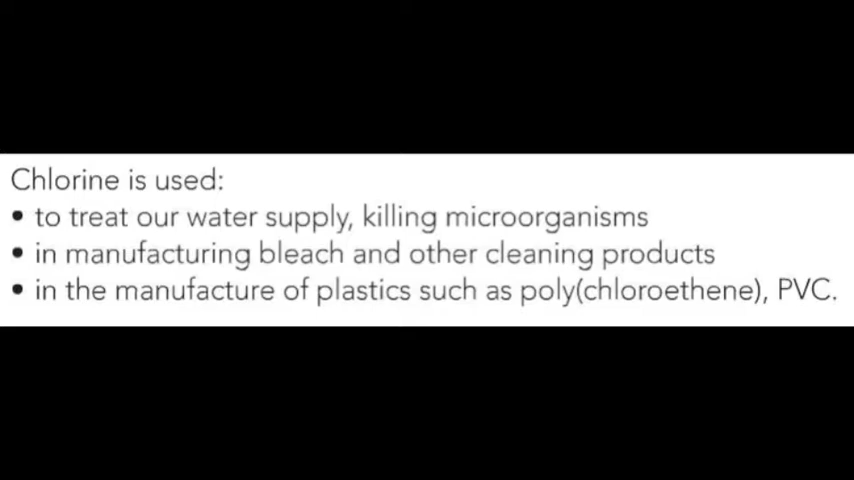 Chlorine is used:
• to treat our water supply, killing microorganisms
• in manufacturing bleach and other cleaning products
• in the manufacture of plastics such as poly(chloroethene), PVC.